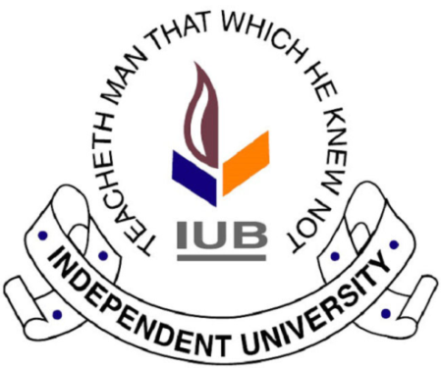 TEACHETH MAN THAT WHICH HE KNEW NOT
IUB
INDEPENDENT UNIVERSITY